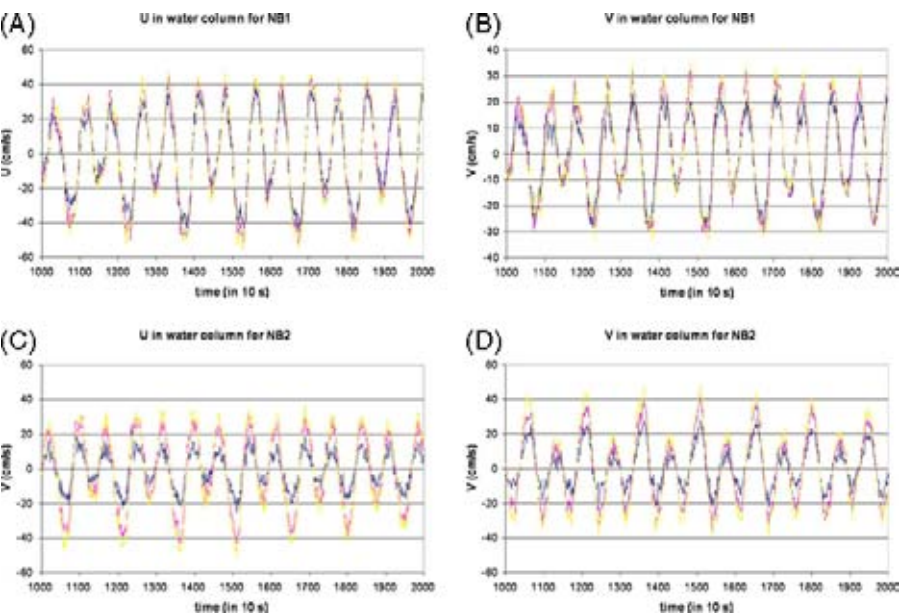 (A)
U in water column for NB1
60
40
20
0
-20
-40
-60
U (cm/s)
1000 1100 1200 1300 1400 1500 1600 1700 1800 1900 2000
time (in 10 s)
(B)
V in water column for NB1
40
30
20
10
0
-10
-20
-30
-40
V (cm/s)
1000 1100 1200 1300 1400 1500 1600 1700 1800 1900 2000
time (in 10 s)
(C)
U in water column for NB2
60
40
20
0
-20
-40
-60
V (cm/s)
1000 1100 1200 1300 1400 1500 1600 1700 1800 1900 2000
time (in 10 s)
(D)
V in water column for NB2
60
40
20
0
-20
-40
-60
V (cm/s)
1000 1100 1200 1300 1400 1500 1600 1700 1800 1900 2000
time (in 10 s)